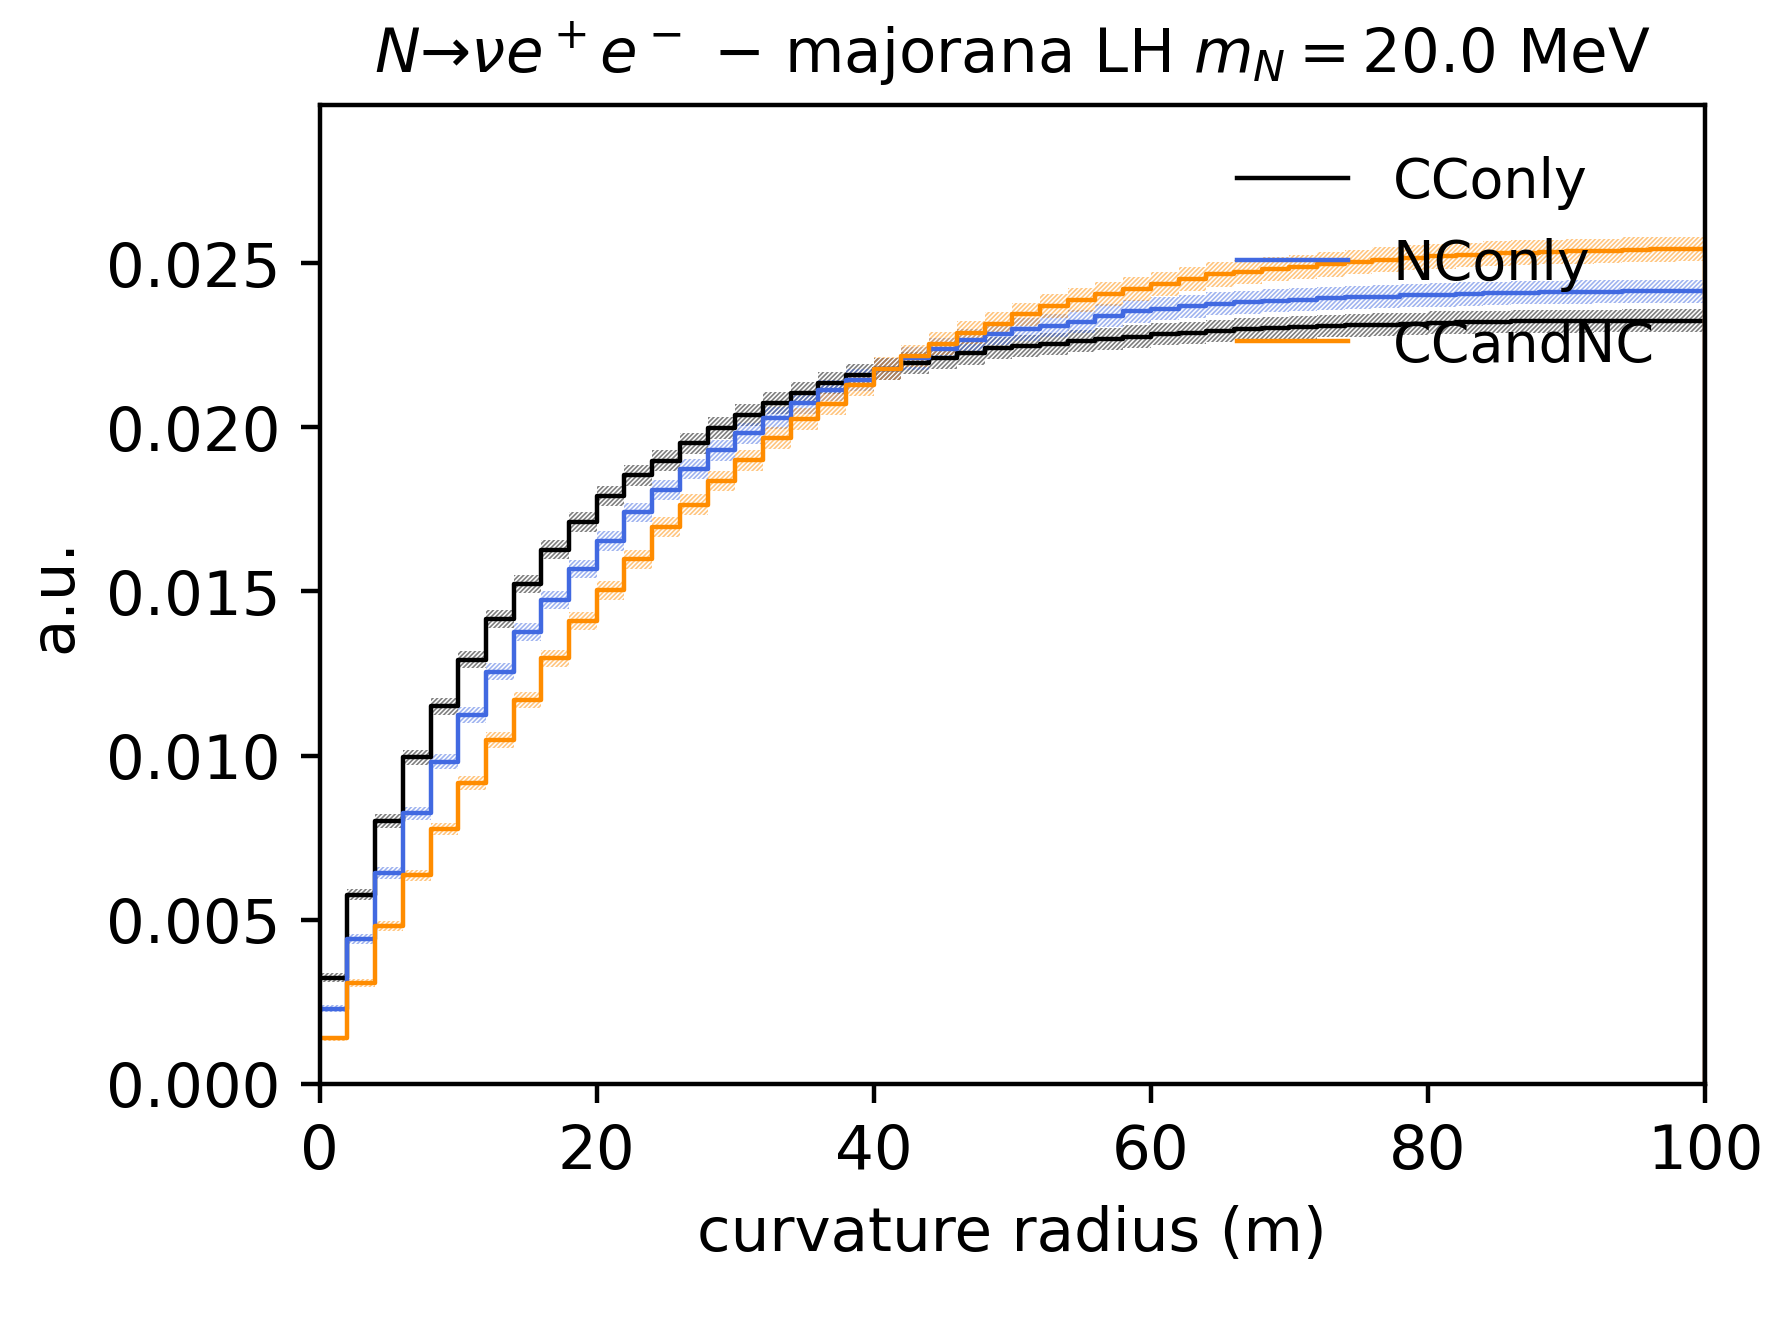 N→νe⁺e⁻ − majorana LH m_N = 20.0 MeV
CConly
NConly
CCandNC
0.025
0.020
0.015
0.010
0.005
0.000
a.u.
0 20 40 60 80 100
curvature radius (m)